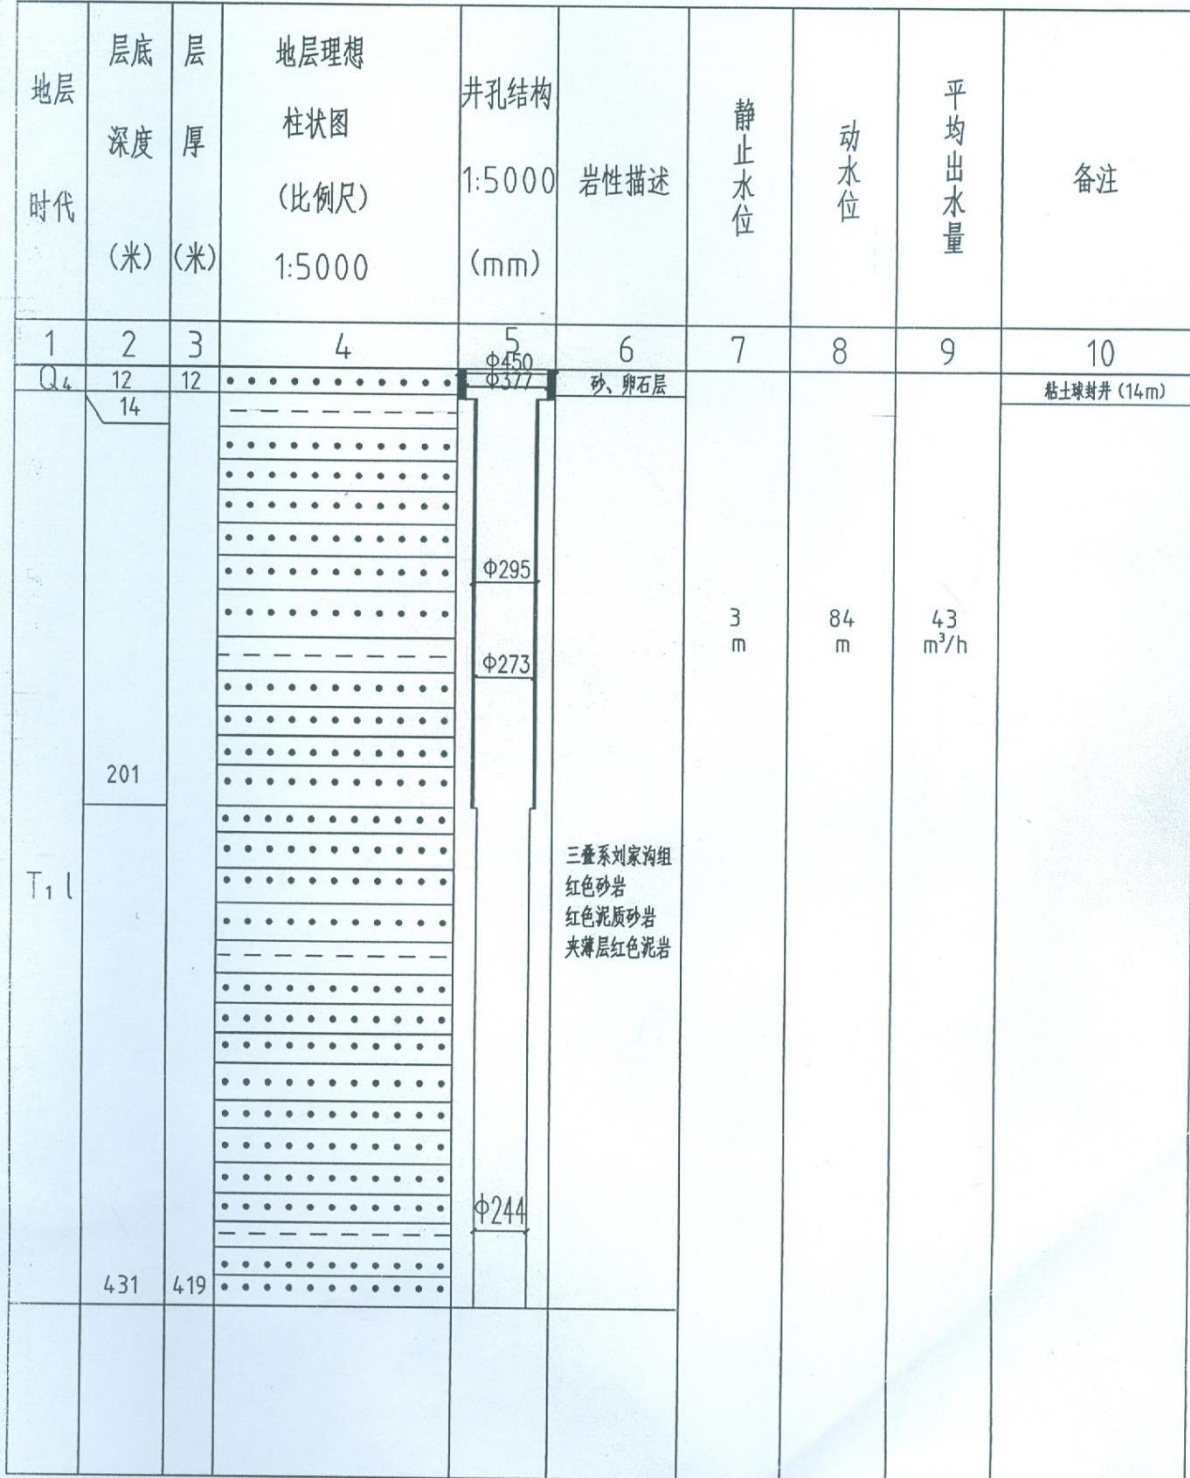 地层
时代
层底
深度
(米)
层
厚
(米)
地层理想
柱状图
(比例尺)
1:5000
井孔结构
1:5000
(mm)
岩性描述
静止水位
动水位
平均出水量
备注
1 2 3 4 5 6 7 8 9 10
Q₄ 12 12 Φ450 砂、卵石层 粘土球封井(14m)
Φ377
14
Φ295
3
m
84
m
43
m³/h
Φ273
201
T₁l
三叠系刘家沟组
红色砂岩
红色泥质砂岩
夹薄层红色泥岩
Φ244
431 419